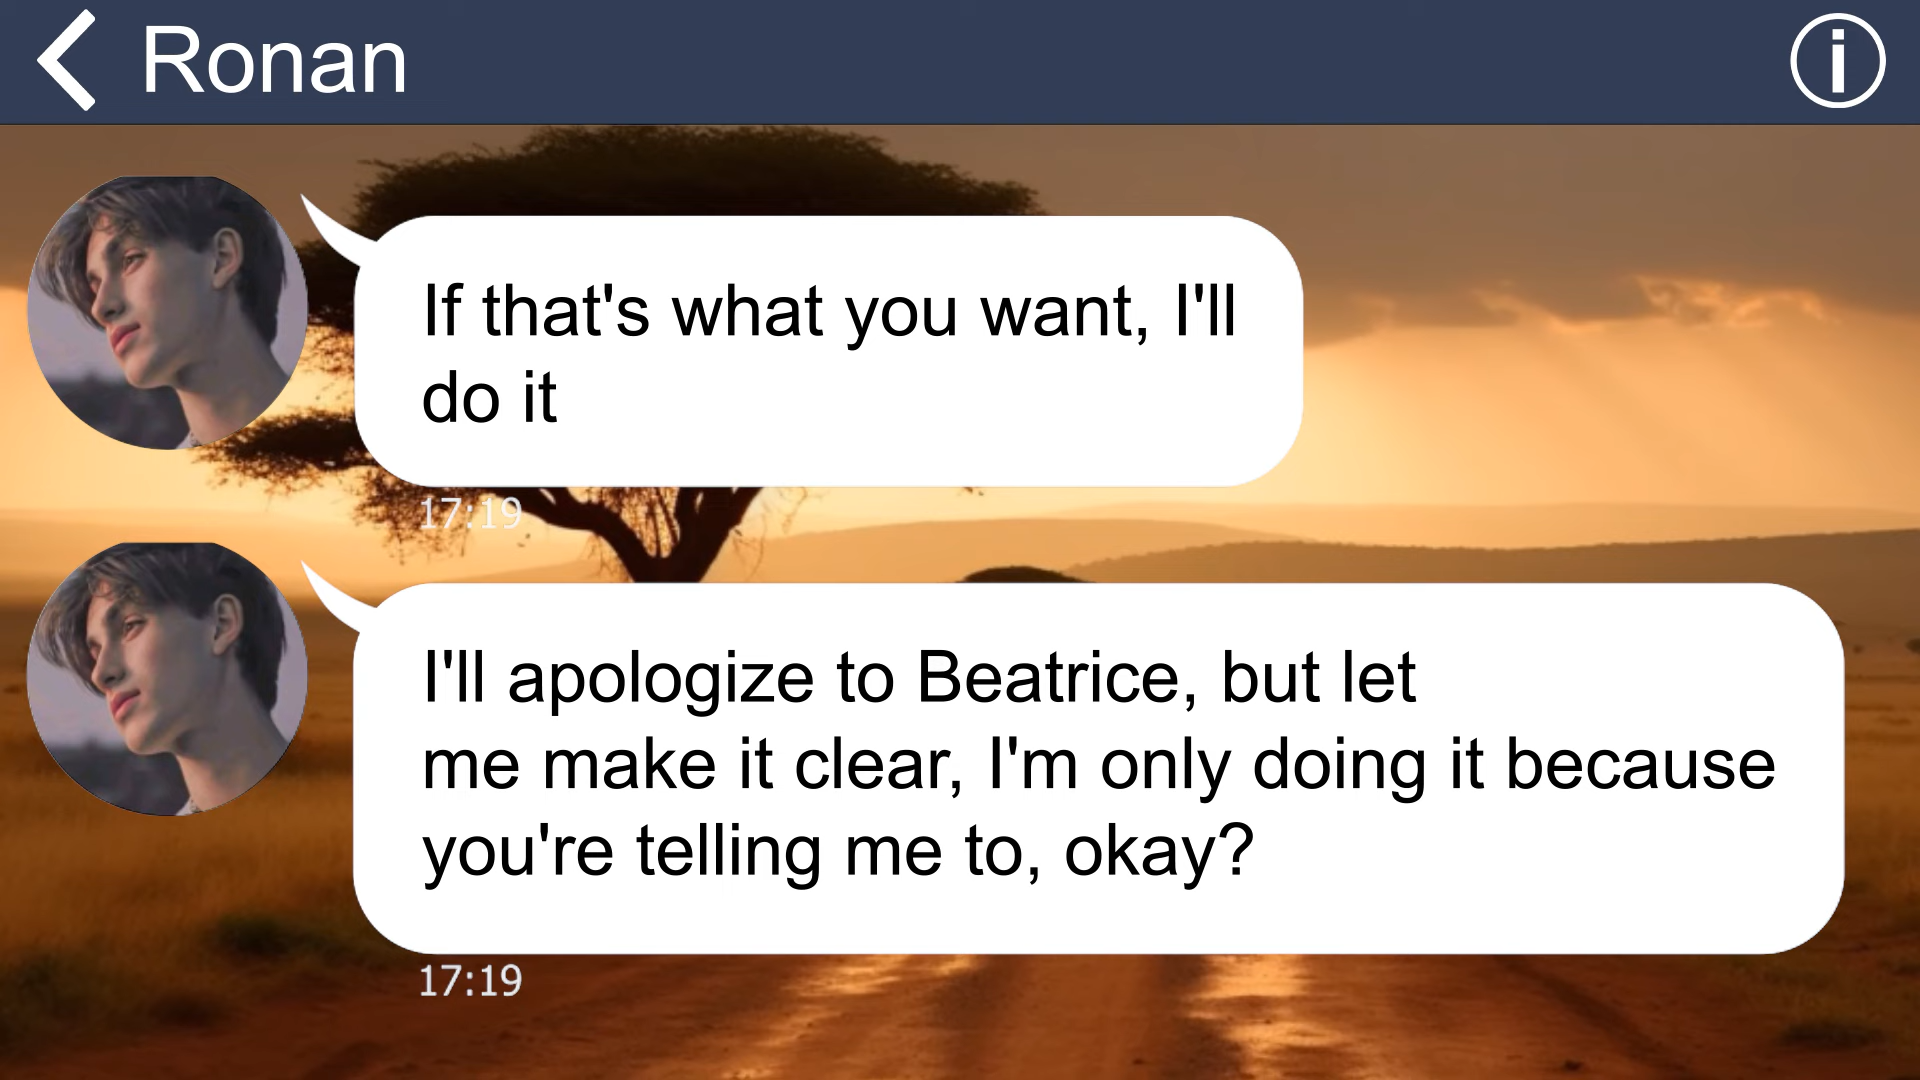 Ronan
If that's what you want, I'll
do it
17:19
I'll apologize to Beatrice, but let
me make it clear, I'm only doing it because
you're telling me to, okay?
17:19